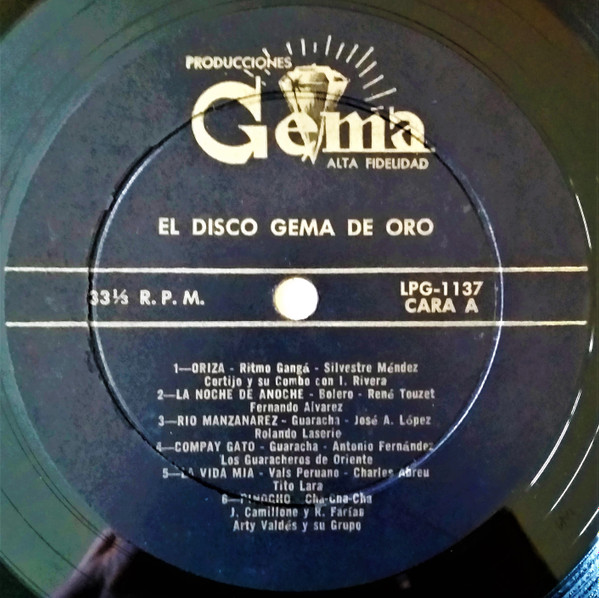 PRODUCCIONES
Gema
ALTA FIDELIDAD
EL DISCO GEMA DE ORO
33⅓ R. P. M.
LPG-1137
CARA A
1—ORIZA - Ritmo Gangá - Silvestre Méndez
Cortijo y su Combo con I. Rivera
2—LA NOCHE DE ANOCHE - Bolero - René Touzet
Fernando Alvarez
3—RIO MANZANAREZ - Guaracha - José A. López
Rolando Laserie
4—COMPAY GATO - Guaracha - Antonio Fernández
Los Guaracheros de Oriente
5—LA VIDA MIA - Vals Peruano - Charles Abreu
Tito Lara
6—PINOCHO - Cha-Cha-Cha
J. Camillone y R. Farías
Arty Valdés y su Grupo